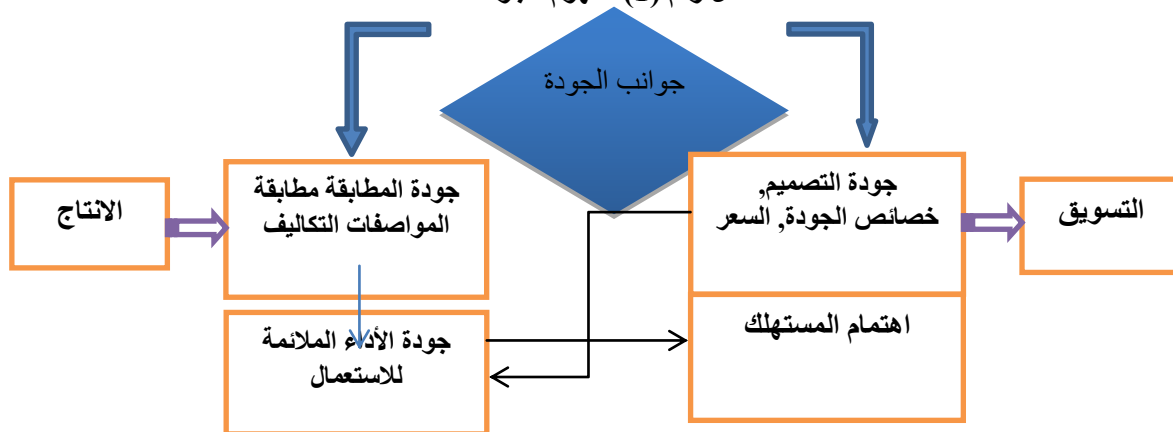 جوانب الجودة
جودة التصميم,
خصائص الجودة, السعر
التسويق
جودة المطابقة مطابقة
المواصفات التكاليف
الانتاج
اهتمام المستهلك
جودة الأداء الملائمة
للاستعمال